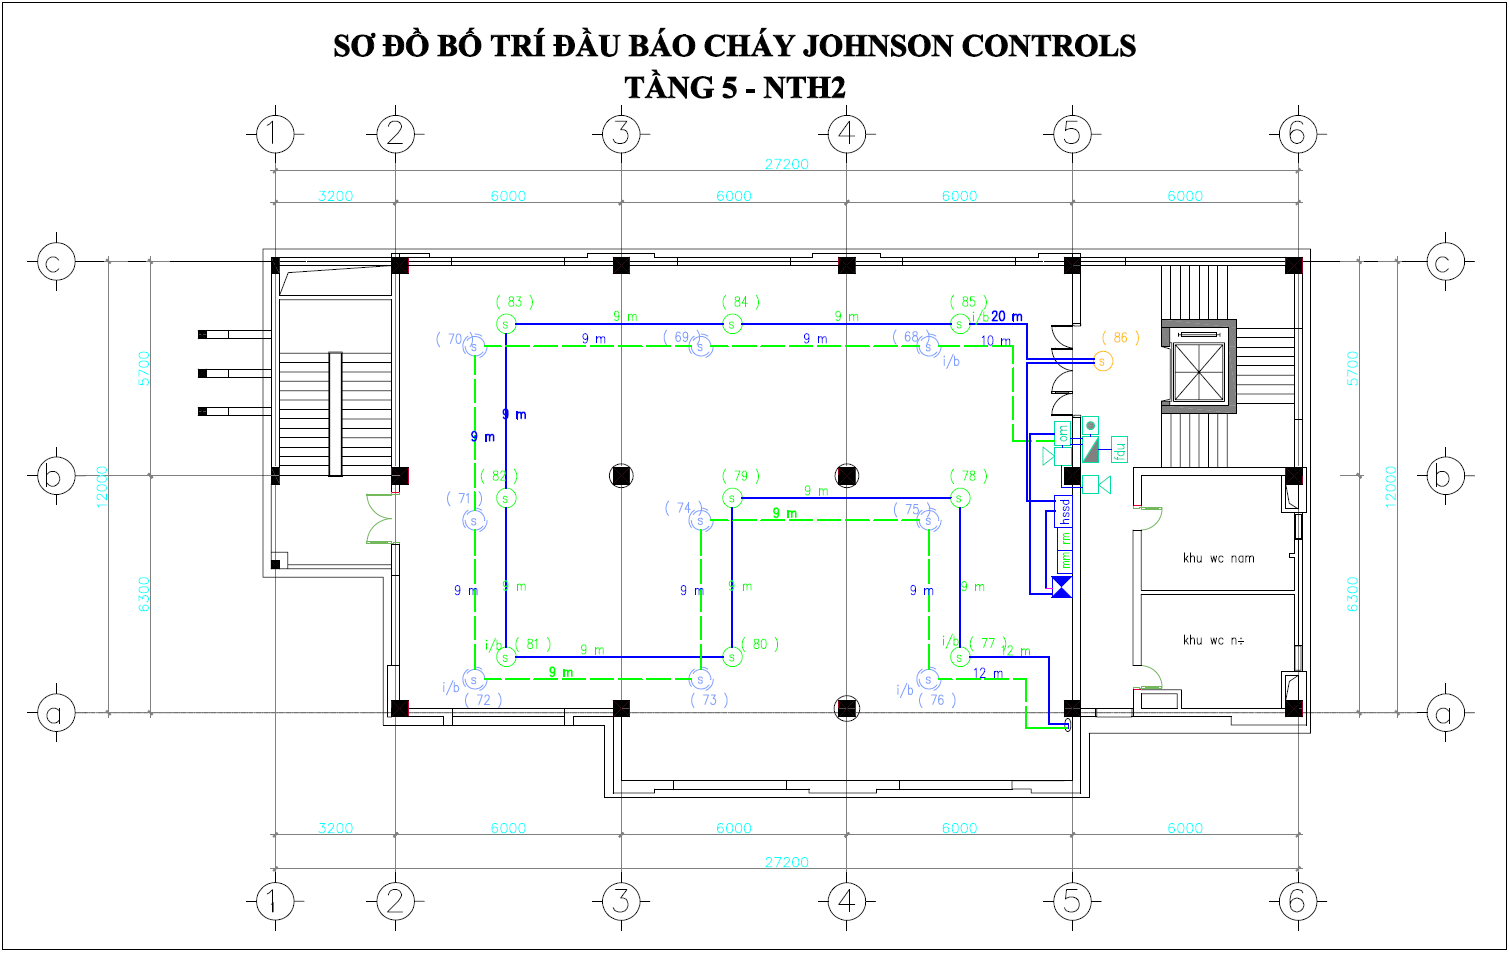 SƠ ĐỒ BỐ TRÍ ĐẦU BÁO CHÁY JOHNSON CONTROLS
TẦNG 5 - NTH2
1 2 3 4 5 6
27200
3200 6000 6000 6000 6000
c c
( 83 ) ( 84 ) ( 85 )
s 9 m s 9 m s i/b 20 m
( 70 ) s 9 m ( 69 ) s 9 m ( 68 ) s 10 m ( 86 )
i/b s
5700 5700
9 m
9 m
om
fdu
b ( 82 ) ( 79 ) ( 78 ) b
12000 12000
( 71 ) s 9 m s
s ( 74 ) s 9 m ( 75 ) s hssd
rm
mm
khu wc nam
6300 9 m 9 m 9 m 9 m 9 m 9 m 6300
i/b ( 81 ) ( 80 ) i/b ( 77 ) khu wc n÷
s 9 m s s 12 m
i/b s 9 m s i/b s 12 m
( 72 ) ( 73 ) ( 76 )
a a
3200 6000 6000 6000 6000
27200
1 2 3 4 5 6